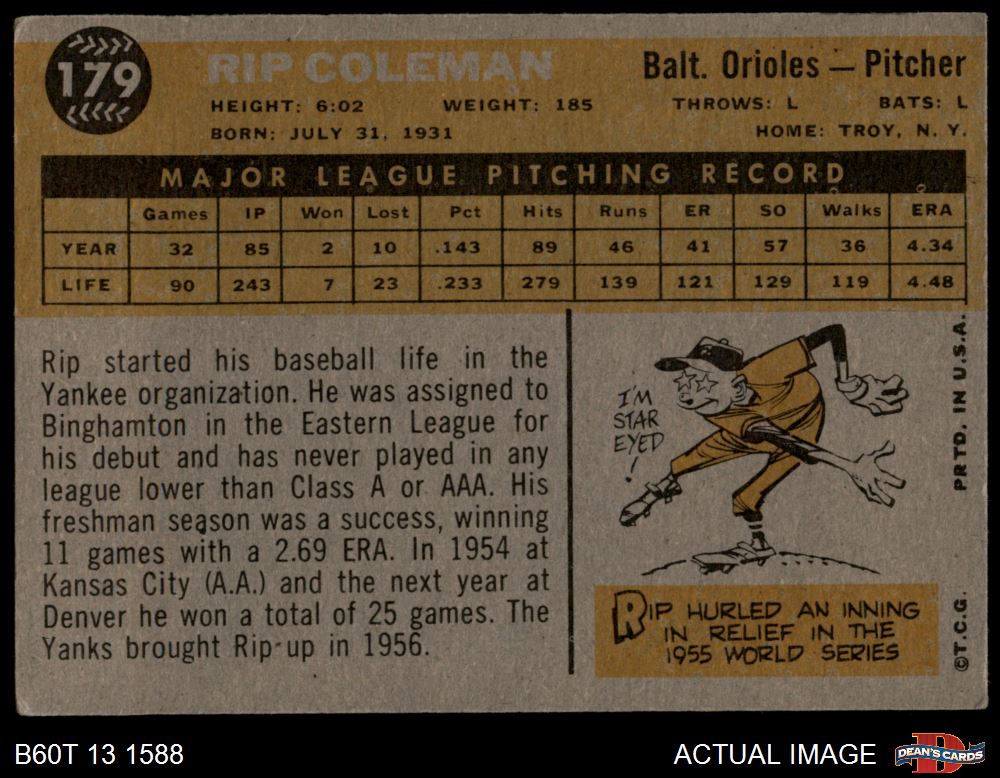 179
RIP COLEMAN
Balt. Orioles — Pitcher
HEIGHT: 6:02 WEIGHT: 185 THROWS: L BATS: L
BORN: JULY 31, 1931 HOME: TROY, N. Y.
MAJOR LEAGUE PITCHING RECORD
Games IP Won Lost Pct Hits Runs ER SO Walks ERA
YEAR 32 85 2 10 .143 89 46 41 57 36 4.34
LIFE 90 243 7 23 .233 279 139 121 129 119 4.48
Rip started his baseball life in the
Yankee organization. He was assigned to
Binghamton in the Eastern League for
his debut and has never played in any
league lower than Class A or AAA. His
freshman season was a success, winning
11 games with a 2.69 ERA. In 1954 at
Kansas City (A.A.) and the next year at
Denver he won a total of 25 games. The
Yanks brought Rip-up in 1956.
I'M
STAR
EYED
!
RIP HURLED AN INNING
IN RELIEF IN THE
1955 WORLD SERIES
©T.C.G. PRTD. IN U.S.A.
B60T 13 1588
ACTUAL IMAGE
DEAN'S CARDS